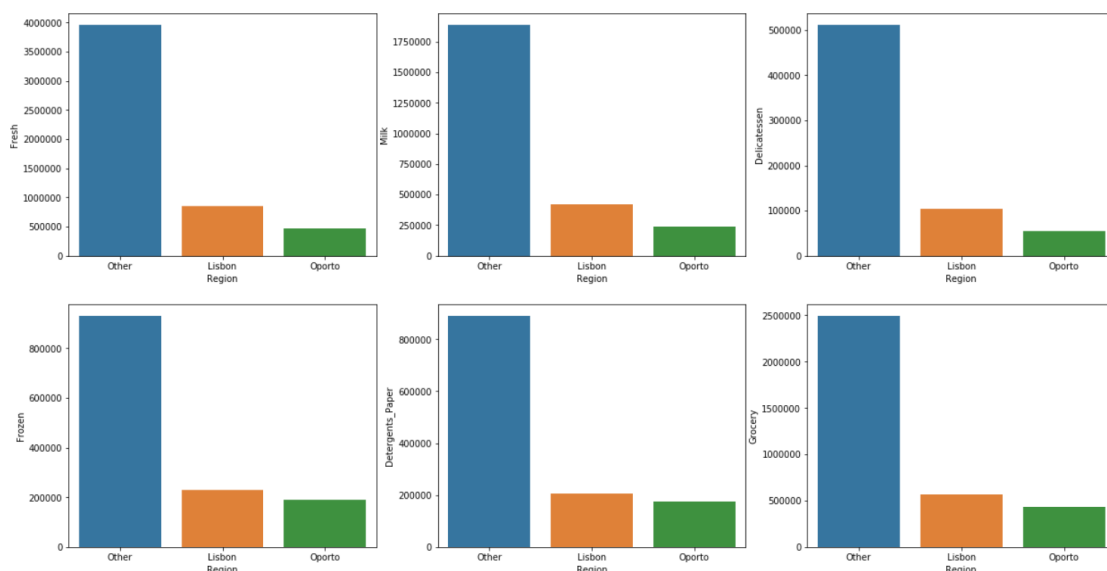 4000000
3500000
3000000
2500000
2000000
1500000
1000000
500000
0
Fresh
Other Lisbon Oporto
Region
1750000
1500000
1250000
1000000
750000
500000
250000
0
Milk
Other Lisbon Oporto
Region
500000
400000
300000
200000
100000
0
Delicatessen
Other Lisbon Oporto
Region
800000
600000
400000
200000
0
Frozen
Other Lisbon Oporto
Region
800000
600000
400000
200000
0
Detergents_Paper
Other Lisbon Oporto
Region
2500000
2000000
1500000
1000000
500000
0
Grocery
Other Lisbon Oporto
Region